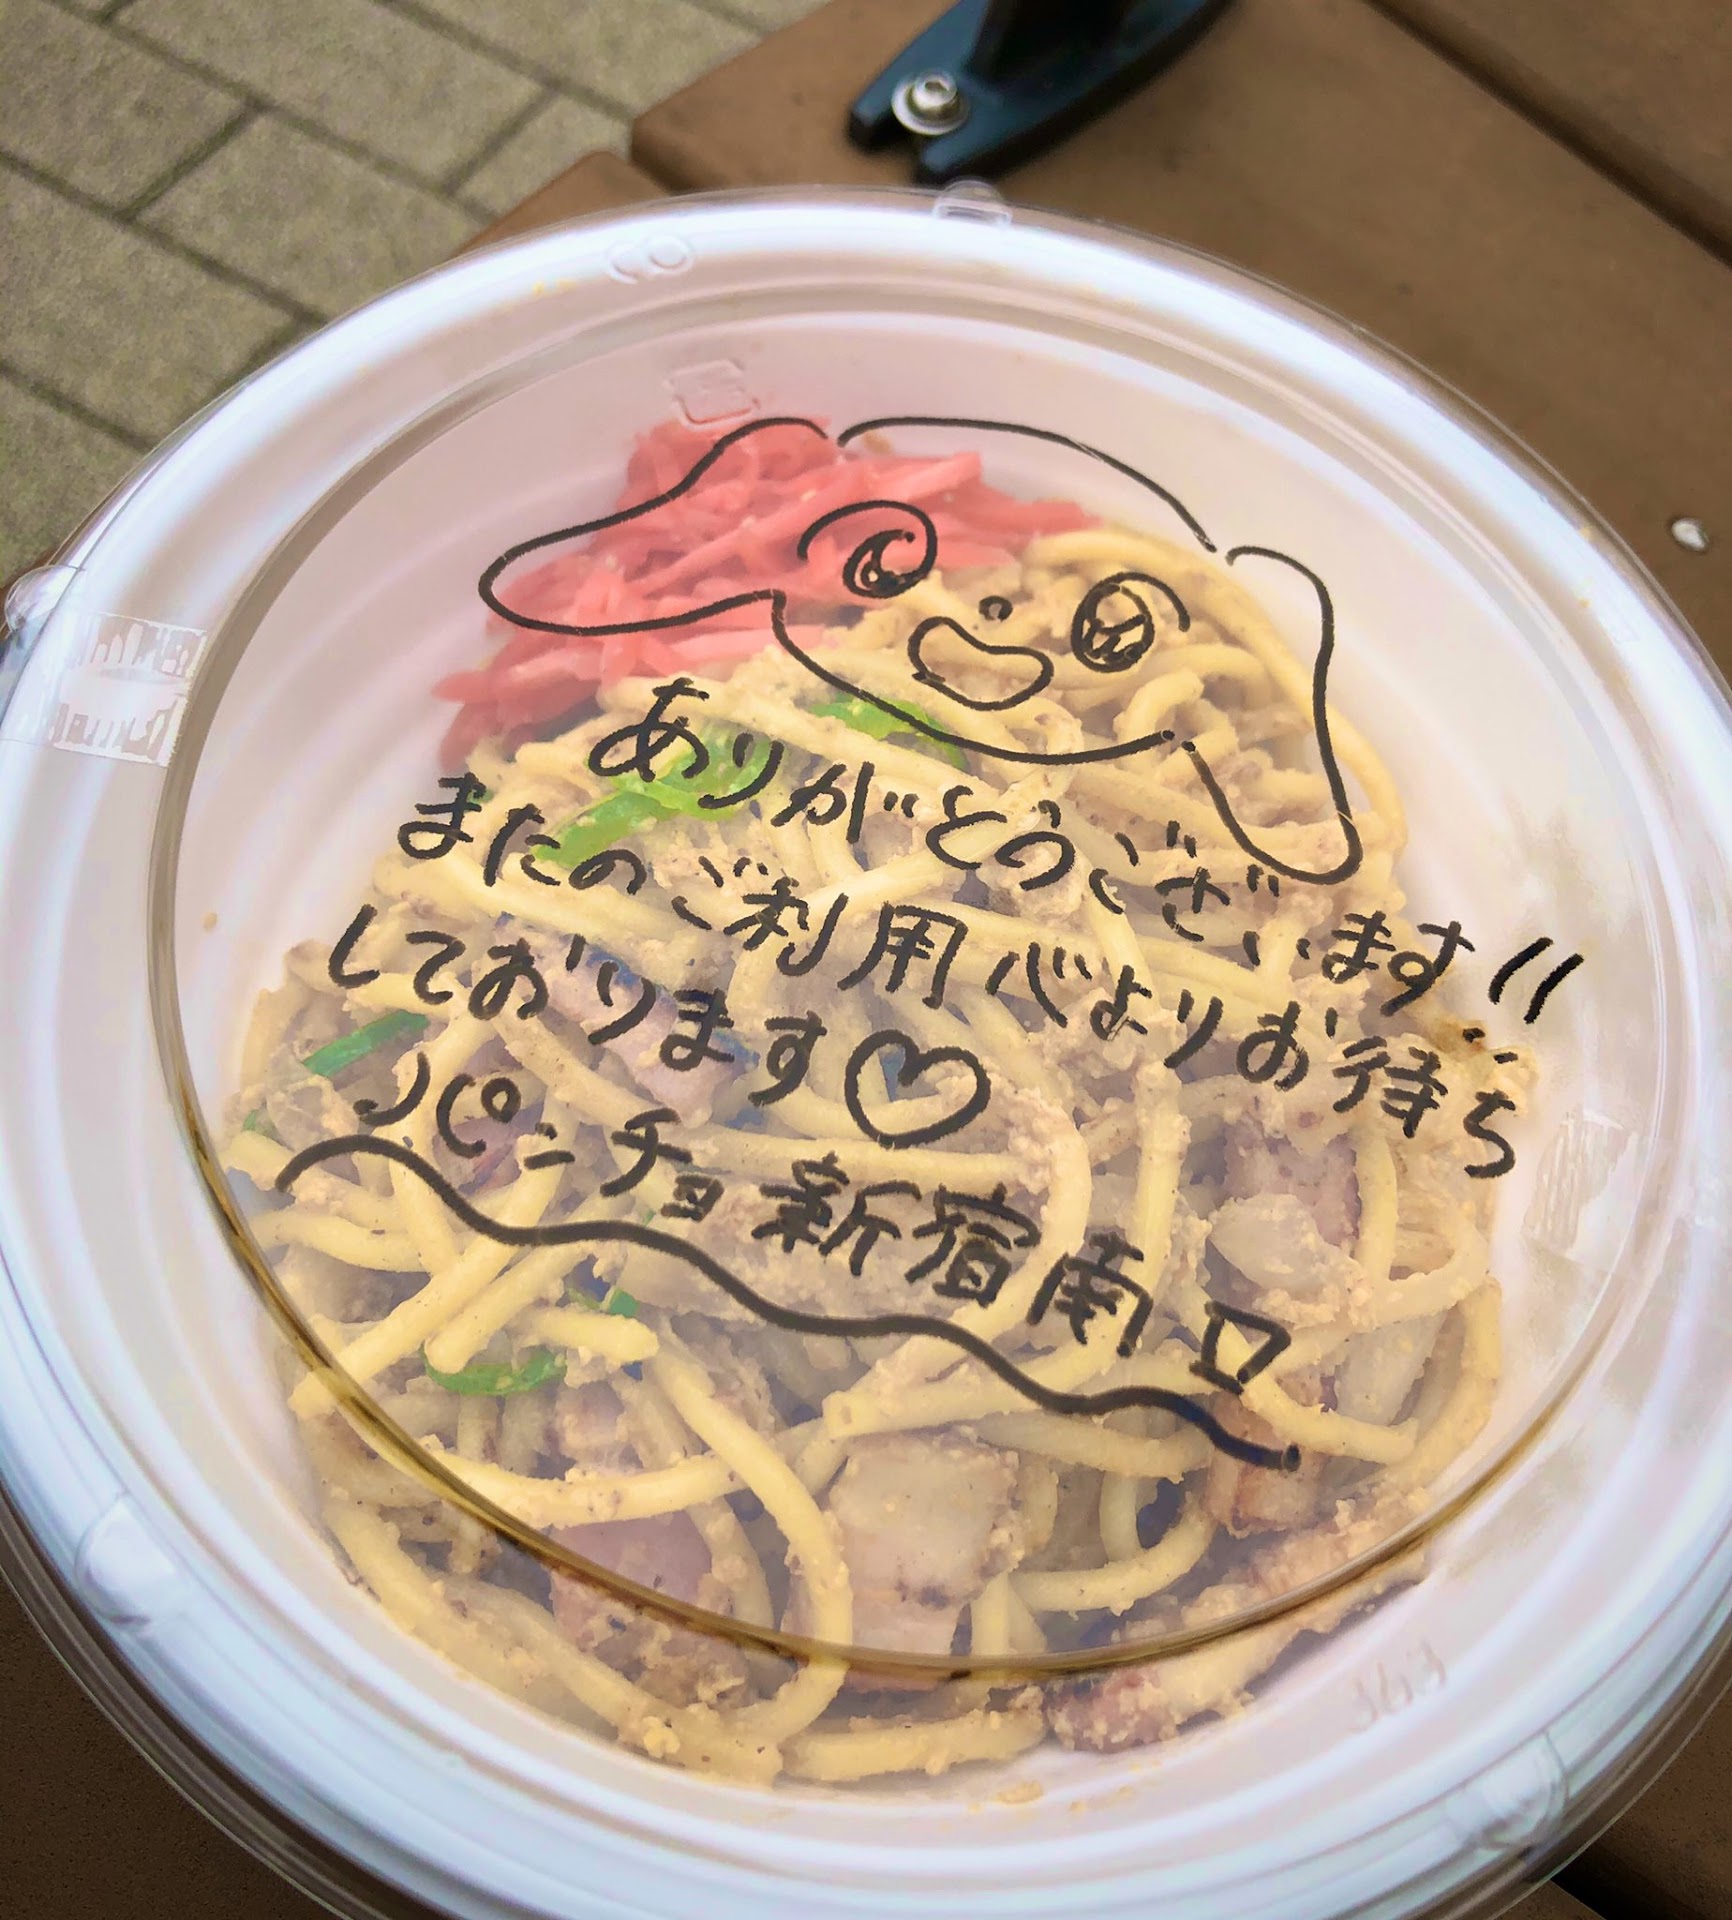 ありがとうございます!!
またのご利用心よりお待ち
しております♡
パンチョ新宿南口